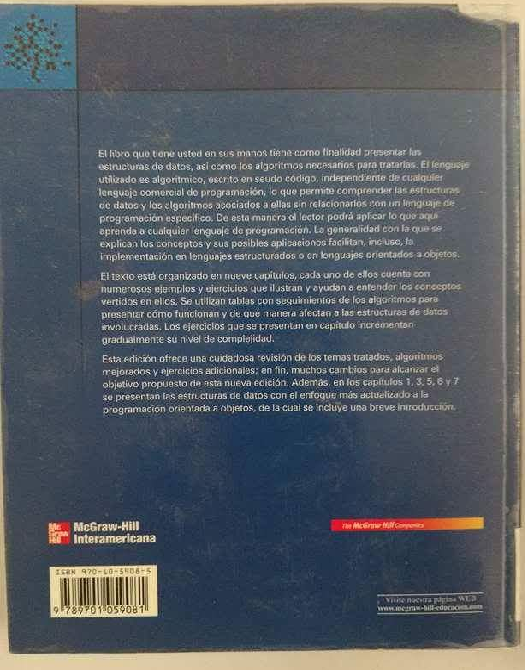 El libro que tiene usted en sus manos tiene como finalidad presentar las
estructuras de datos, así como los algoritmos necesarios para tratarlas. El lenguaje
utilizado es algorítmico, escrito en seudo código, independiente de cualquier
lenguaje comercial de programación, lo que permite comprender las estructuras
de datos y los algoritmos asociados a ellas sin relacionarlos con un lenguaje de
programación específico. De esta manera el lector podrá aplicar lo que aquí
aprenda a cualquier lenguaje de programación. La generalidad con la que se
explican los conceptos y sus posibles aplicaciones facilitan, incluso, la
implementación en lenguajes estructurados o en lenguajes orientados a objetos.
El texto está organizado en nueve capítulos, cada uno de ellos cuenta con
numerosos ejemplos y ejercicios que ilustran y ayudan a entender los conceptos
vertidos en ellos. Se utilizan tablas con seguimientos de los algoritmos para
presentar cómo funcionan y de qué manera afectan a las estructuras de datos
involucradas. Los ejercicios que se presentan en capítulo incrementan
gradualmente su nivel de complejidad.
Esta edición ofrece una cuidadosa revisión de los temas tratados, algoritmos
mejorados y ejercicios adicionales; en fin, muchos cambios para alcanzar el
objetivo propuesto de esta nueva edición. Además, en los capítulos 1, 3, 5, 6 y 7
se presentan las estructuras de datos con el enfoque más actualizado a la
programación orientada a objetos, de la cual se incluye una breve introducción.
Mc
Graw
Hill
McGraw-Hill
Interamericana
The McGraw-Hill Companies
ISBN 970-10-5908-5
9 789701 059081
Visite nuestra página WEB
www.mcgraw-hill-educacion.com